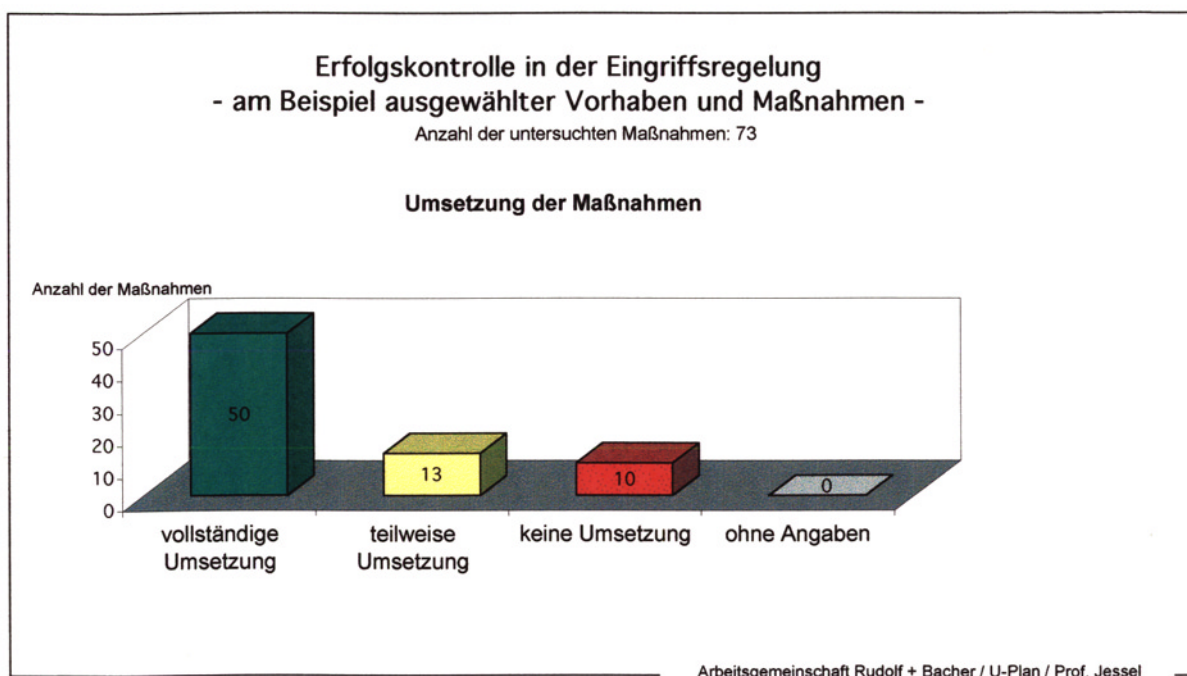 Erfolgskontrolle in der Eingriffsregelung
- am Beispiel ausgewählter Vorhaben und Maßnahmen -
Anzahl der untersuchten Maßnahmen: 73
Umsetzung der Maßnahmen
Anzahl der Maßnahmen
50
40
30
20
10
0
50
13
10
0
vollständige
Umsetzung
teilweise
Umsetzung
keine Umsetzung
ohne Angaben
Arbeitsgemeinschaft Rudolf + Bacher / U-Plan / Prof. Jessel